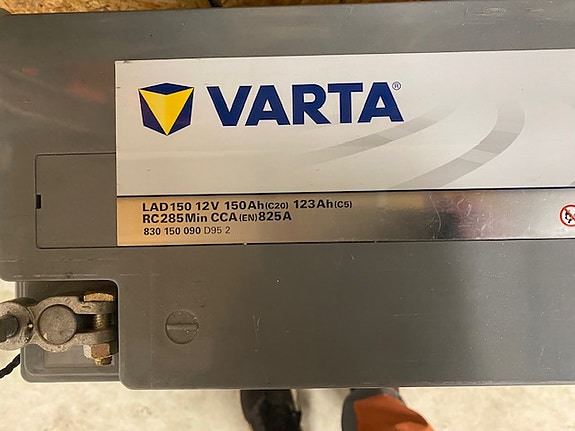 VARTA®
LAD150 12V 150Ah(C20) 123Ah(C5)
RC285Min CCA(EN)825A
830 150 090 D95 2